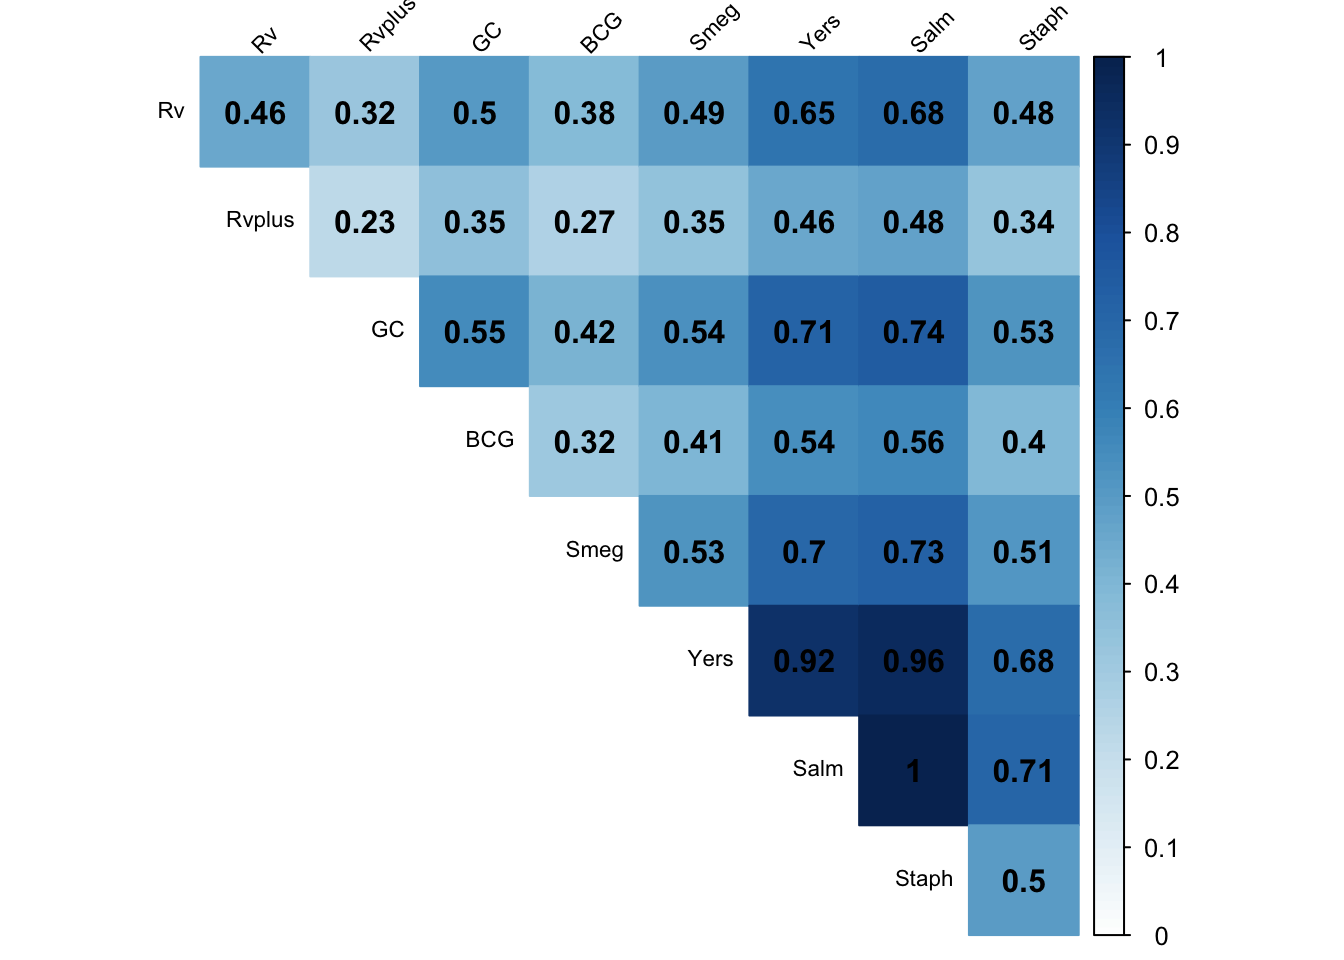 Rv Rvplus GC BCG Smeg Yers Salm Staph
1
Rv 0.46 0.32 0.5 0.38 0.49 0.65 0.68 0.48
0.9
Rvplus 0.23 0.35 0.27 0.35 0.46 0.48 0.34
0.8
GC 0.55 0.42 0.54 0.71 0.74 0.53
0.7
0.6
BCG 0.32 0.41 0.54 0.56 0.4
0.5
Smeg 0.53 0.7 0.73 0.51
0.4
Yers 0.92 0.96 0.68
0.3
Salm 1 0.71
0.2
0.1
Staph 0.5
0